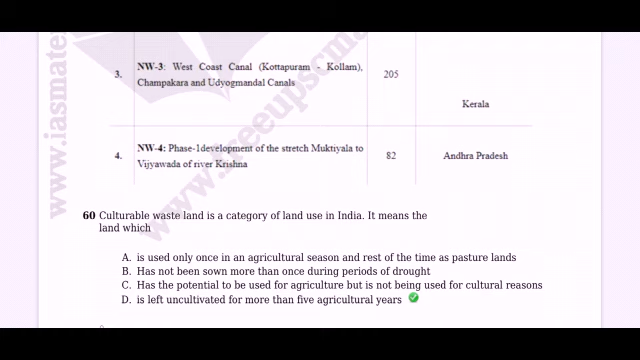 3. NW-3: West Coast Canal (Kottapuram - Kollam), 205
Champakara and Udyogmandal Canals
Kerala
4. NW-4: Phase-1development of the stretch Muktiyala to 82 Andhra Pradesh
Vijyawada of river Krishna
60 Culturable waste land is a category of land use in India. It means the
land which
A. is used only once in an agricultural season and rest of the time as pasture lands
B. Has not been sown more than once during periods of drought
C. Has the potential to be used for agriculture but is not being used for cultural reasons
D. is left uncultivated for more than five agricultural years